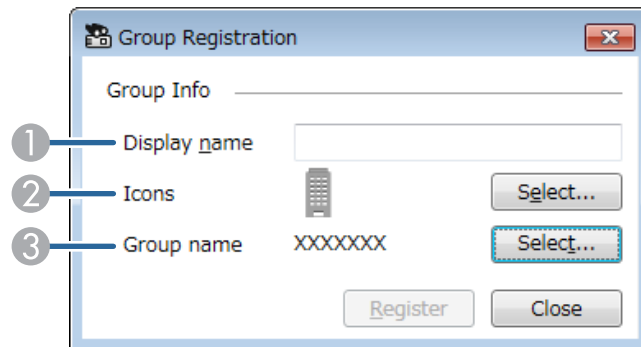 Group Registration
Group Info
1 Display name
2 Icons Select...
3 Group name XXXXXXX Select...
Register Close